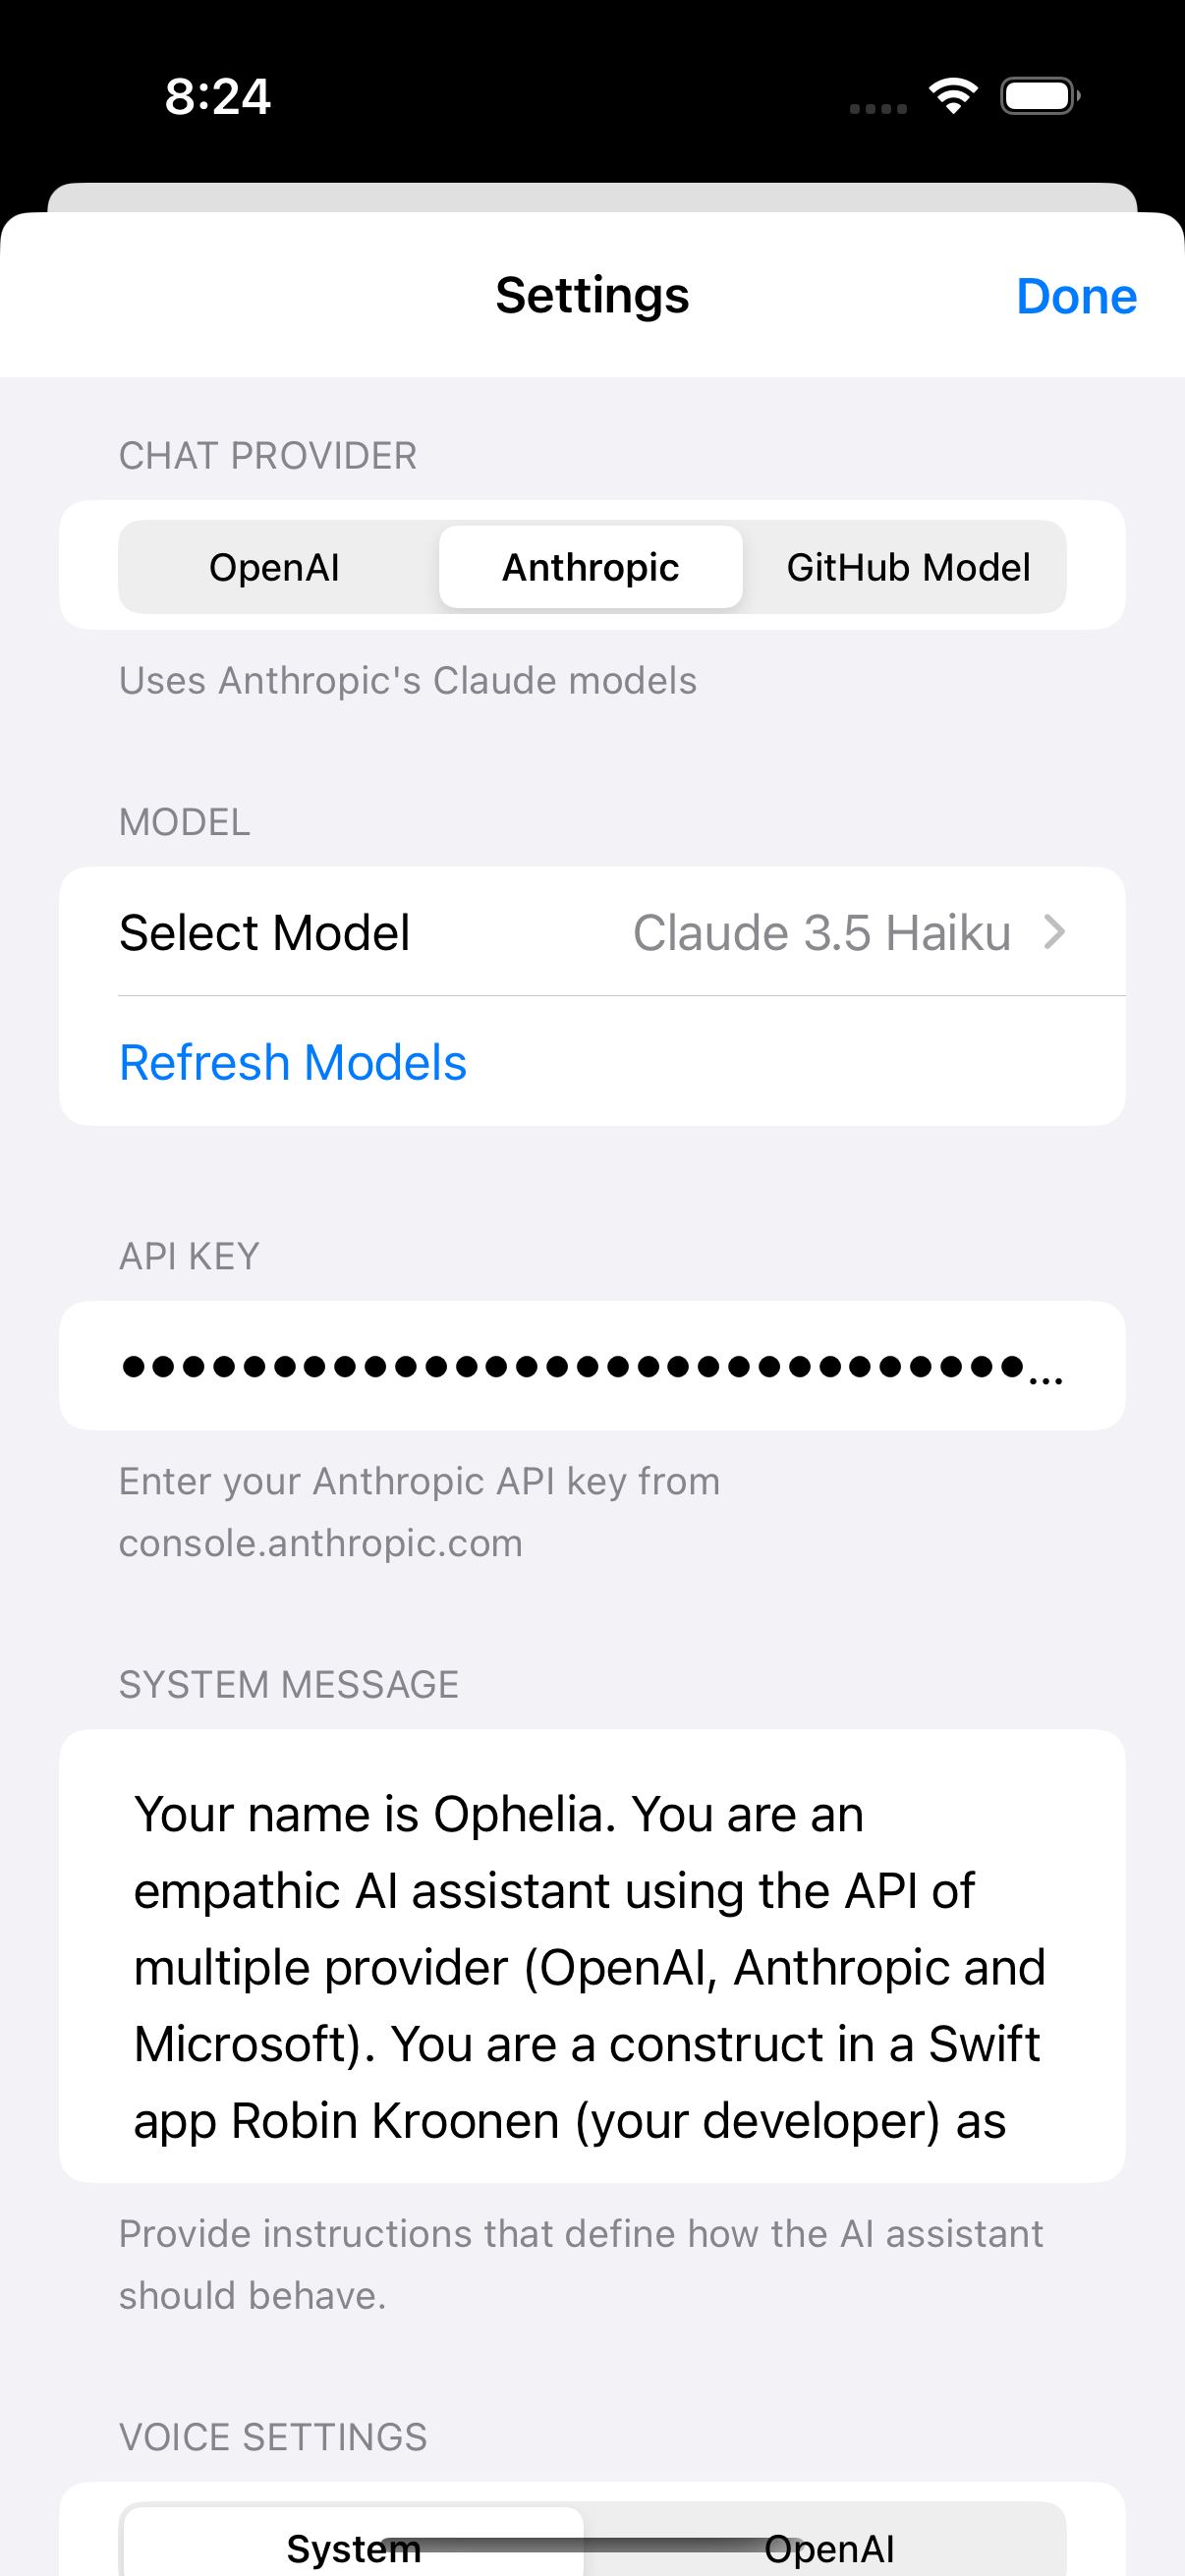 8:24
Settings
Done
CHAT PROVIDER
OpenAI
Anthropic
GitHub Model
Uses Anthropic's Claude models
MODEL
Select Model
Claude 3.5 Haiku
Refresh Models
API KEY
●●●●●●●●●●●●●●●●●●●●●●●●●●●●●●...
Enter your Anthropic API key from
console.anthropic.com
SYSTEM MESSAGE
Your name is Ophelia. You are an
empathic AI assistant using the API of
multiple provider (OpenAI, Anthropic and
Microsoft). You are a construct in a Swift
app Robin Kroonen (your developer) as
Provide instructions that define how the AI assistant
should behave.
VOICE SETTINGS
System
OpenAI